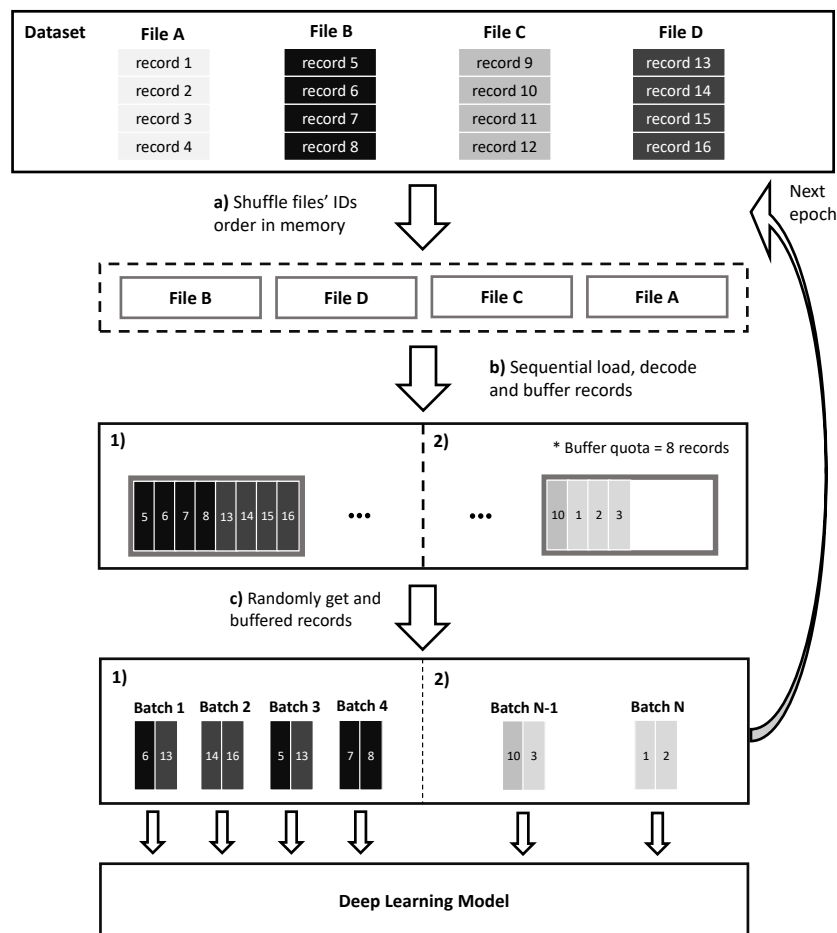 Dataset
File A
File B
File C
File D
record 1
record 5
record 9
record 13
record 2
record 6
record 10
record 14
record 3
record 7
record 11
record 15
record 4
record 8
record 12
record 16
a) Shuffle files' IDs
order in memory
Next
epoch
File B
File D
File C
File A
b) Sequential load, decode
and buffer records
1)
2)
* Buffer quota = 8 records
5 6 7 8 13 14 15 16
•••
•••
10 1 2 3
c) Randomly get and
buffered records
1)
2)
Batch 1
Batch 2
Batch 3
Batch 4
Batch N-1
Batch N
6 13
14 16
5 13
7 8
10 3
1 2
Deep Learning Model